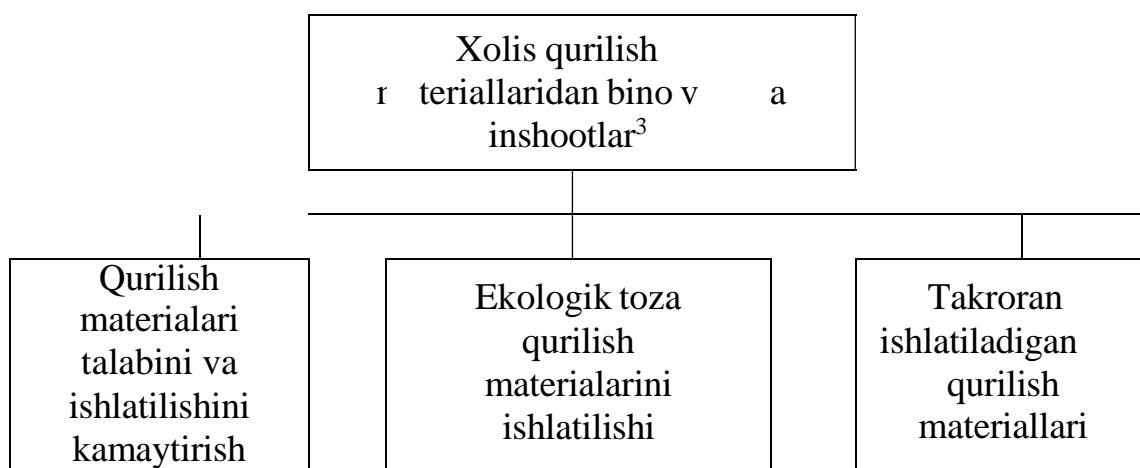 Xolis qurilish
teriallaridan bino v a
inshootlar³
Qurilish
materialari
talabini va
ishlatilishini
kamaytirish
Ekologik toza
qurilish
materialarini
ishlatilishi
Takroran
ishlatiladigan
qurilish
materiallari